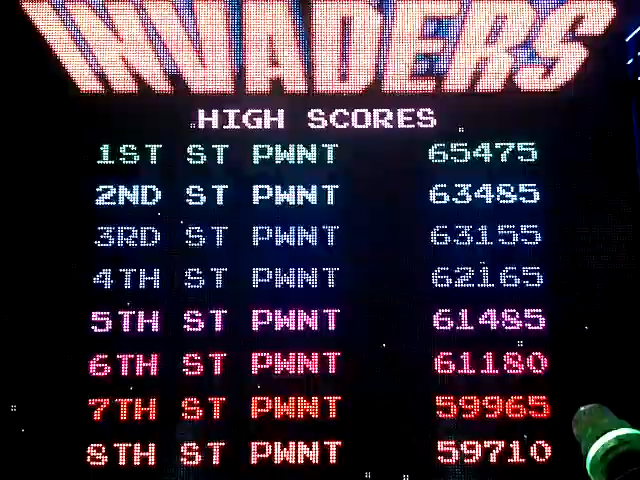 INVADERS
HIGH SCORES
1ST ST PWNT 65475
2ND ST PWNT 63485
3RD ST PWNT 63155
4TH ST PWNT 62165
5TH ST PWNT 61485
6TH ST PWNT 61180
7TH ST PWNT 59965
8TH ST PWNT 59710